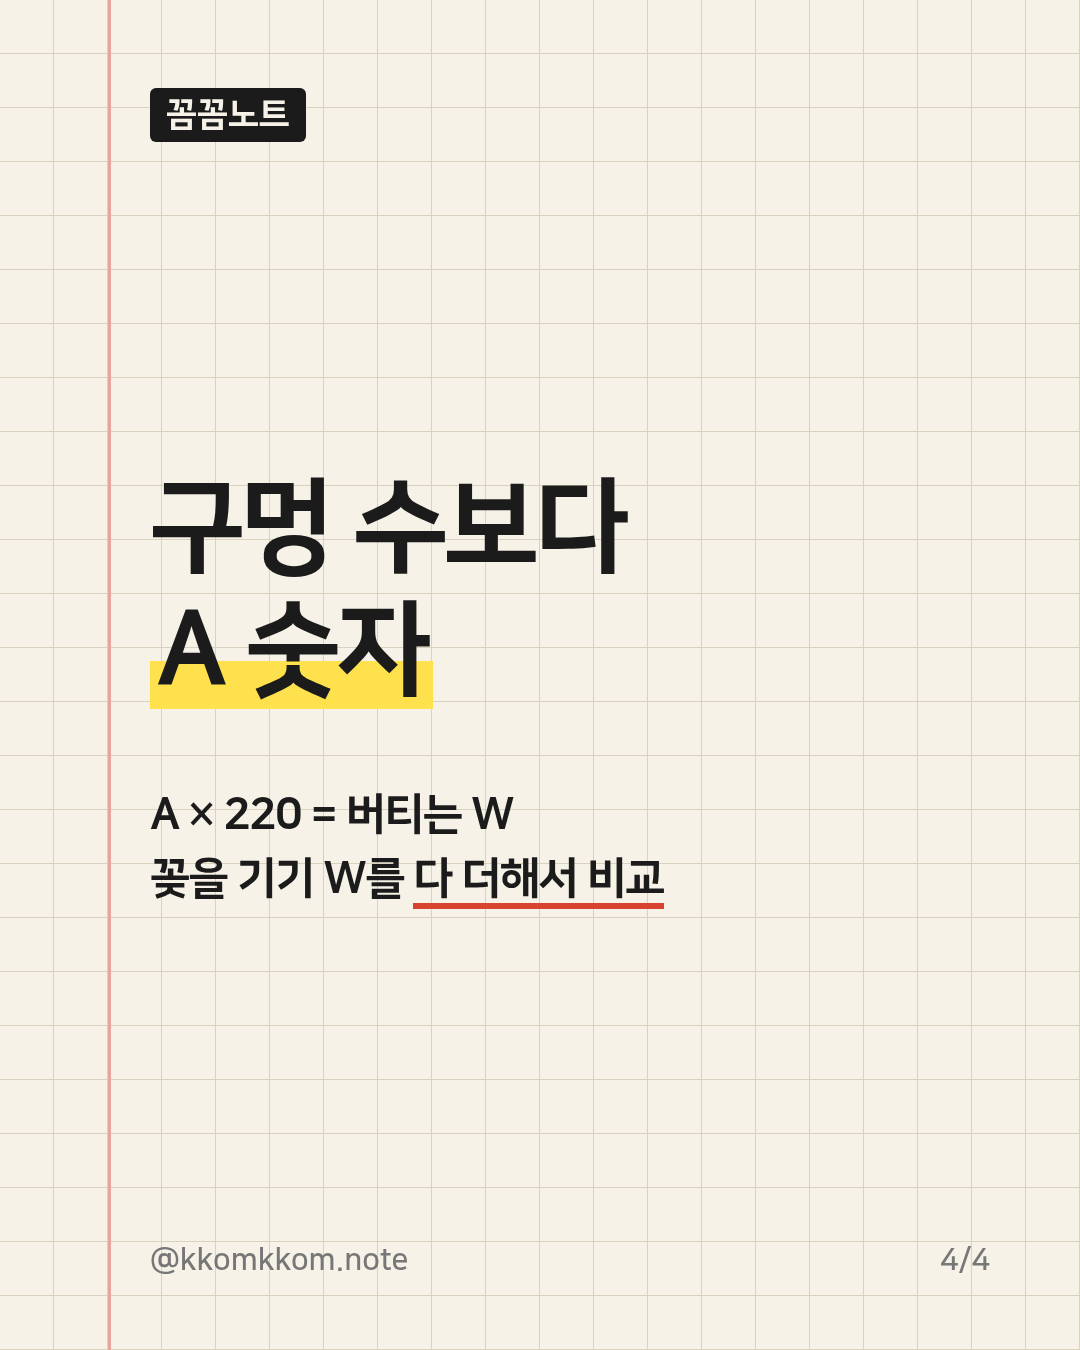 꼼꼼노트
구멍 수보다
A 숫자
A × 220 = 버티는 W
꽂을 기기 W를 다 더해서 비교
@kkomkkom.note
4/4